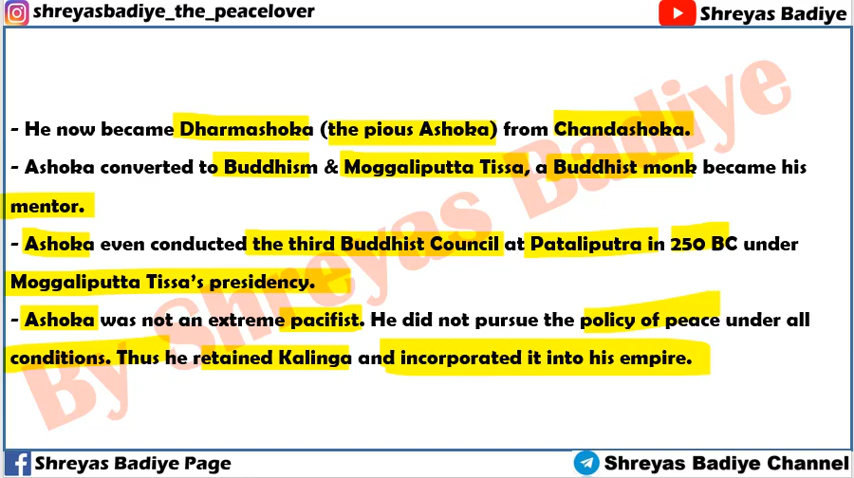 shreyasbadiye_the_peacelover
Shreyas Badiye
- He now became Dharmashoka (the pious Ashoka) from Chandashoka.
- Ashoka converted to Buddhism & Moggaliputta Tissa, a Buddhist monk became his
mentor.
- Ashoka even conducted the third Buddhist Council at Pataliputra in 250 BC under
Moggaliputta Tissa's presidency.
- Ashoka was not an extreme pacifist. He did not pursue the policy of peace under all
conditions. Thus he retained Kalinga and incorporated it into his empire.
By Shreyas Badiye
Shreyas Badiye Page
Shreyas Badiye Channel